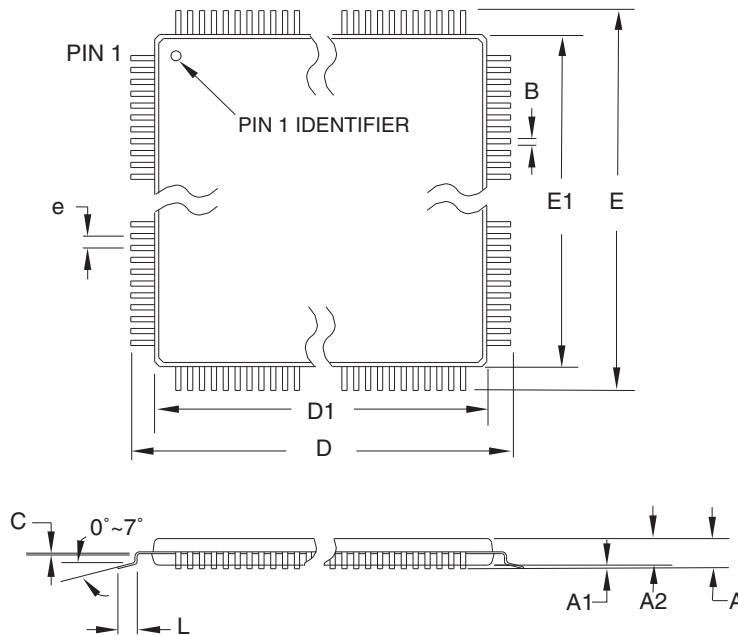 PIN 1
PIN 1 IDENTIFIER
B
e
E1
E
D1
D
C
0°~7°
L
A1
A2
A